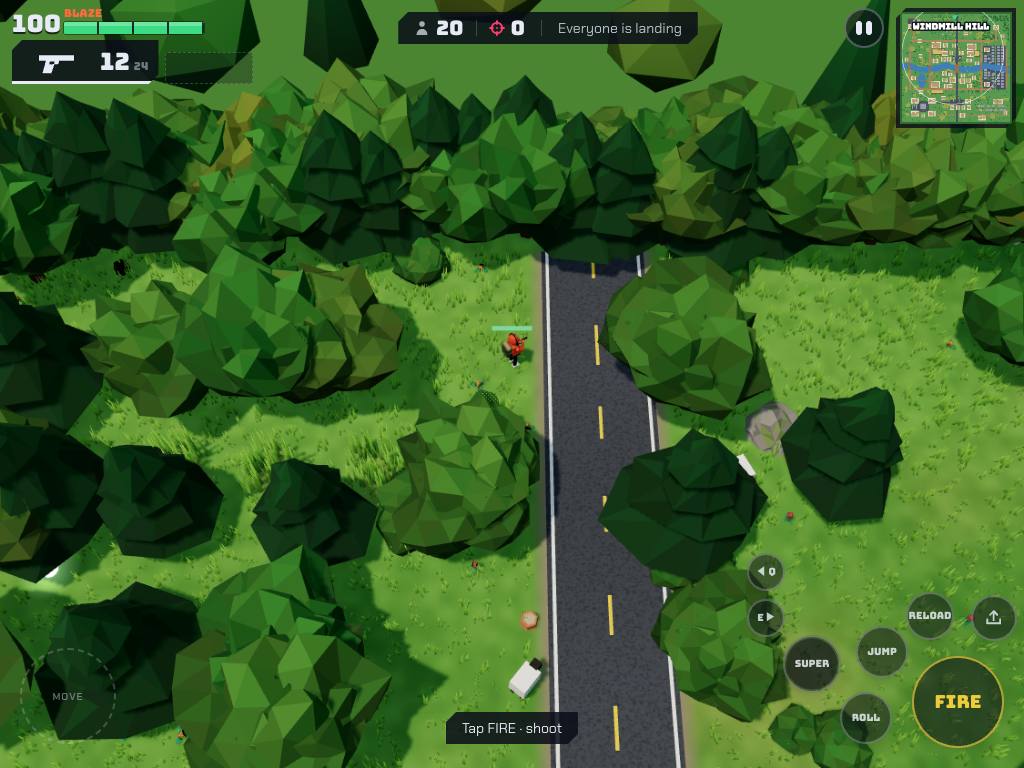 100
BLAZE
12 24
20
0
Everyone is landing
WINDMILL HILL
Q
E
RELOAD
SUPER
JUMP
FIRE
ROLL
MOVE
Tap FIRE · shoot